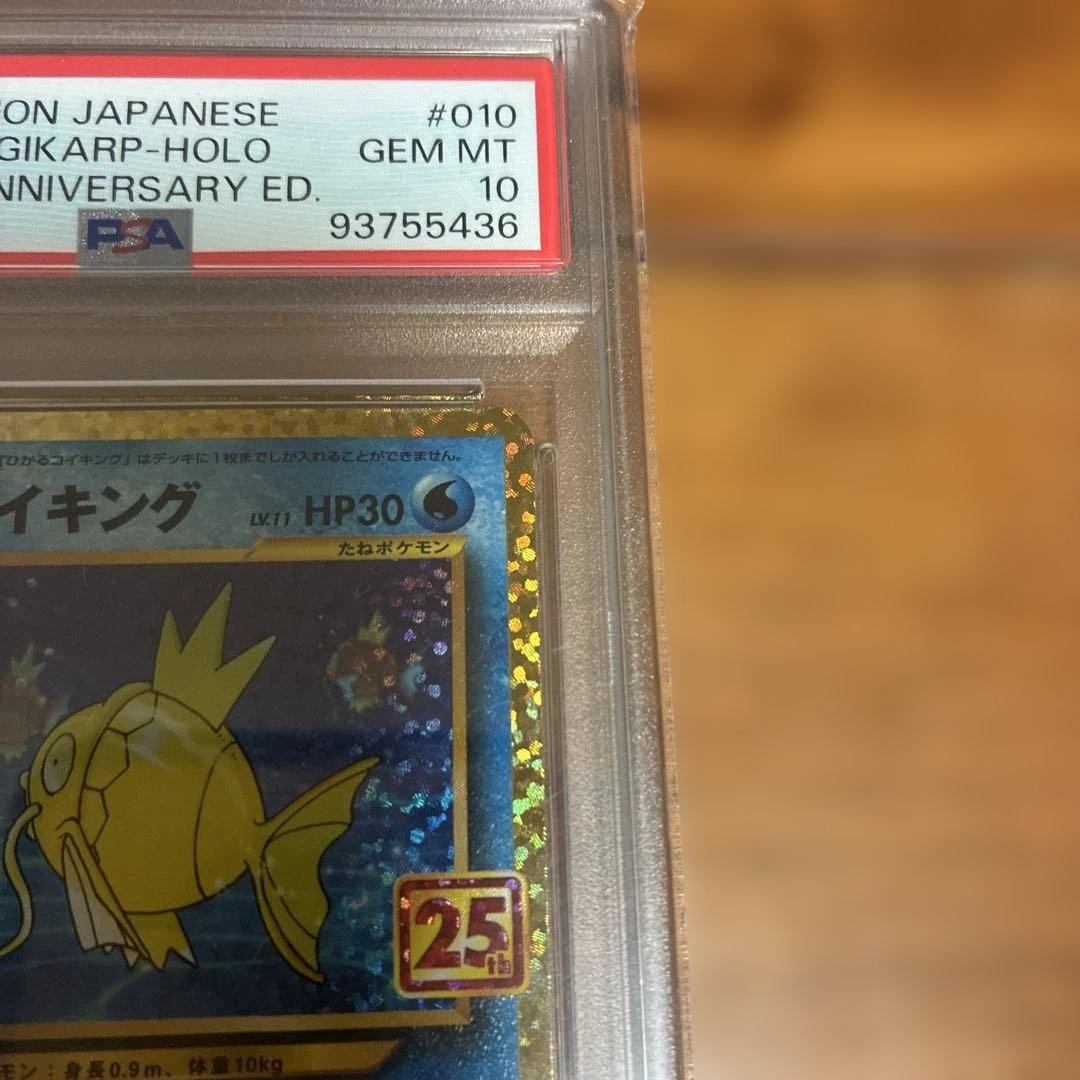 ON JAPANESE #010
GIKARP-HOLO GEM MT
NNIVERSARY ED. 10
PSA 93755436
「ひかるコイキング」はデッキに1枚までしか入れることができません。
イキング LV.11 HP30
たねポケモン
25th
モン:身長0.9m、体重10kg